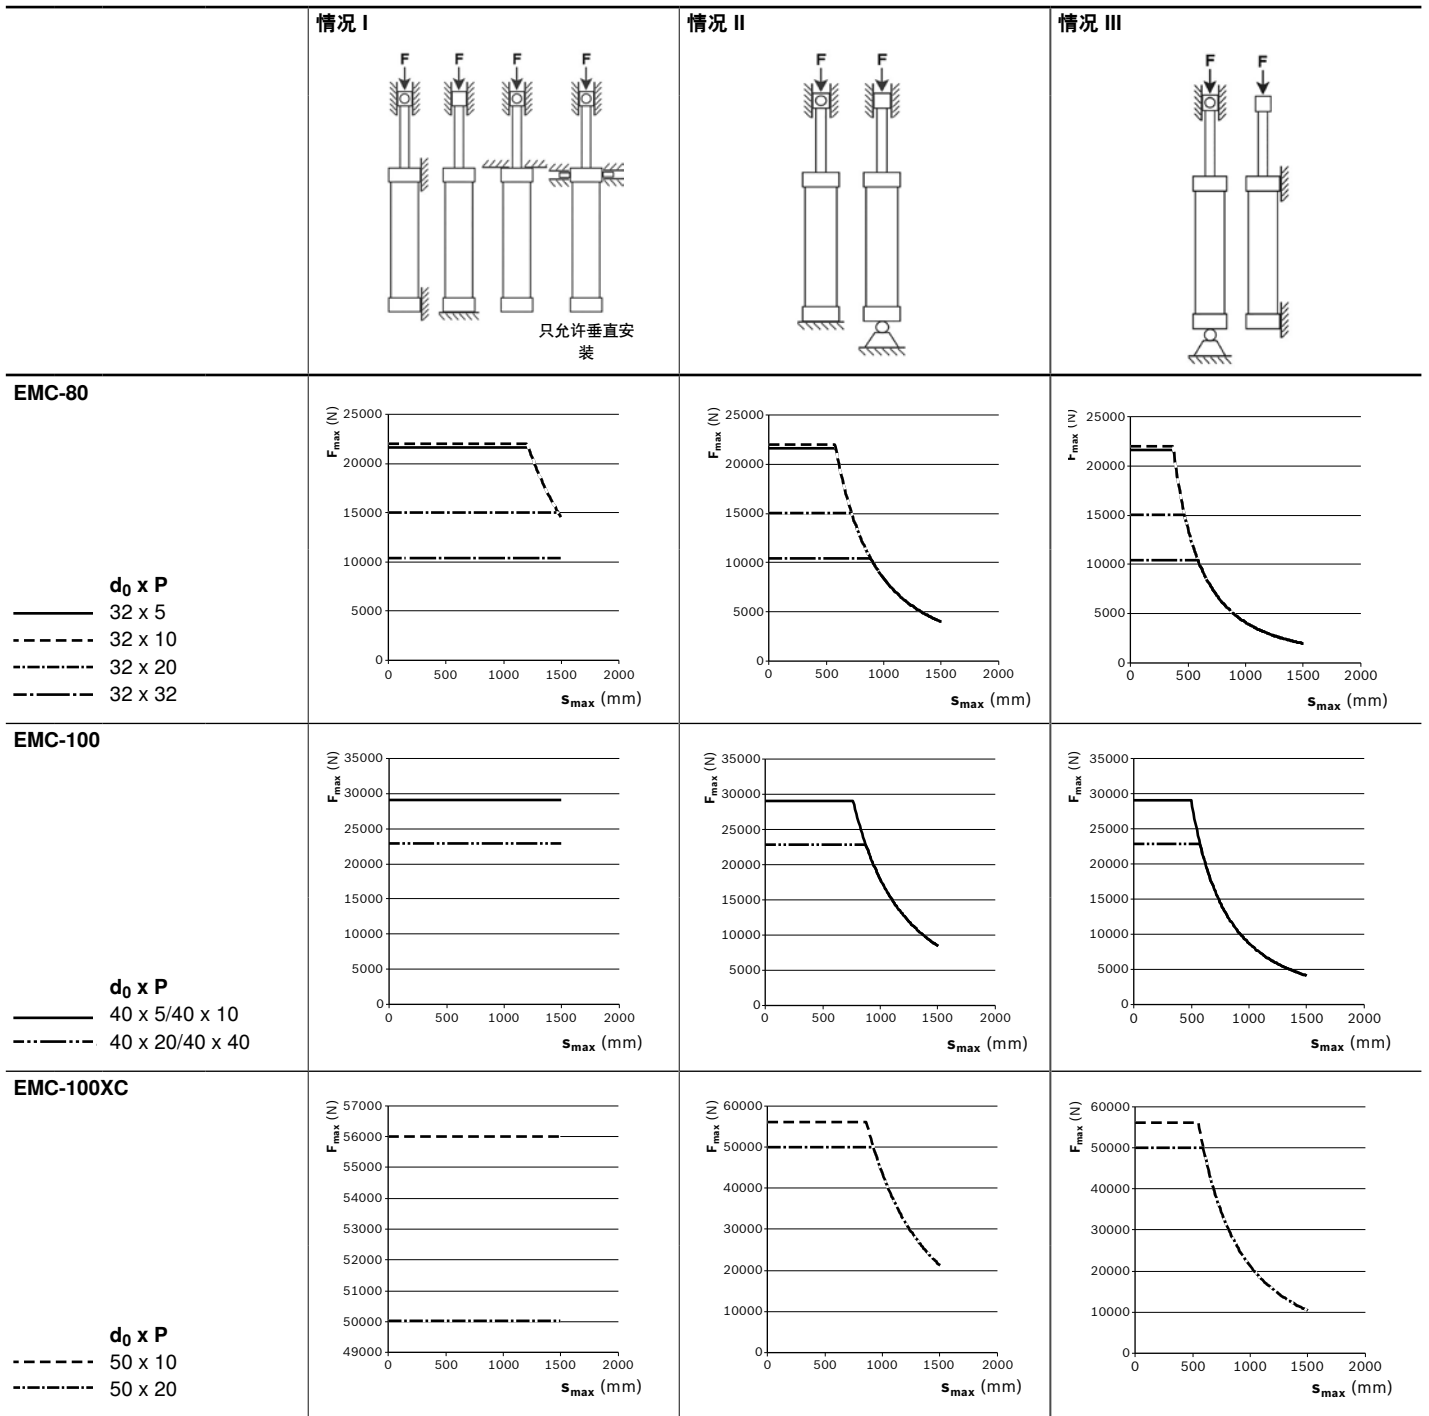 情况 I
情况 II
情况 III
F F F F
F F
F F
只允许垂直安
装
EMC-80
d0 x P
32 x 5
32 x 10
32 x 20
32 x 32
Fmax (N)
25000
20000
15000
10000
5000
0
0 500 1000 1500 2000
smax (mm)
Fmax (N)
25000
20000
15000
10000
5000
0
0 500 1000 1500 2000
smax (mm)
Fmax (N)
25000
20000
15000
10000
5000
0
0 500 1000 1500 2000
smax (mm)
EMC-100
d0 x P
40 x 5/40 x 10
40 x 20/40 x 40
Fmax (N)
35000
30000
25000
20000
15000
10000
5000
0
0 500 1000 1500 2000
smax (mm)
Fmax (N)
35000
30000
25000
20000
15000
10000
5000
0
0 500 1000 1500 2000
smax (mm)
Fmax (N)
35000
30000
25000
20000
15000
10000
5000
0
0 500 1000 1500 2000
smax (mm)
EMC-100XC
d0 x P
50 x 10
50 x 20
Fmax (N)
57000
56000
55000
54000
53000
52000
51000
50000
49000
0 500 1000 1500 2000
smax (mm)
Fmax (N)
60000
50000
40000
30000
20000
10000
0
0 500 1000 1500 2000
smax (mm)
Fmax (N)
60000
50000
40000
30000
20000
10000
0
0 500 1000 1500 2000
smax (mm)